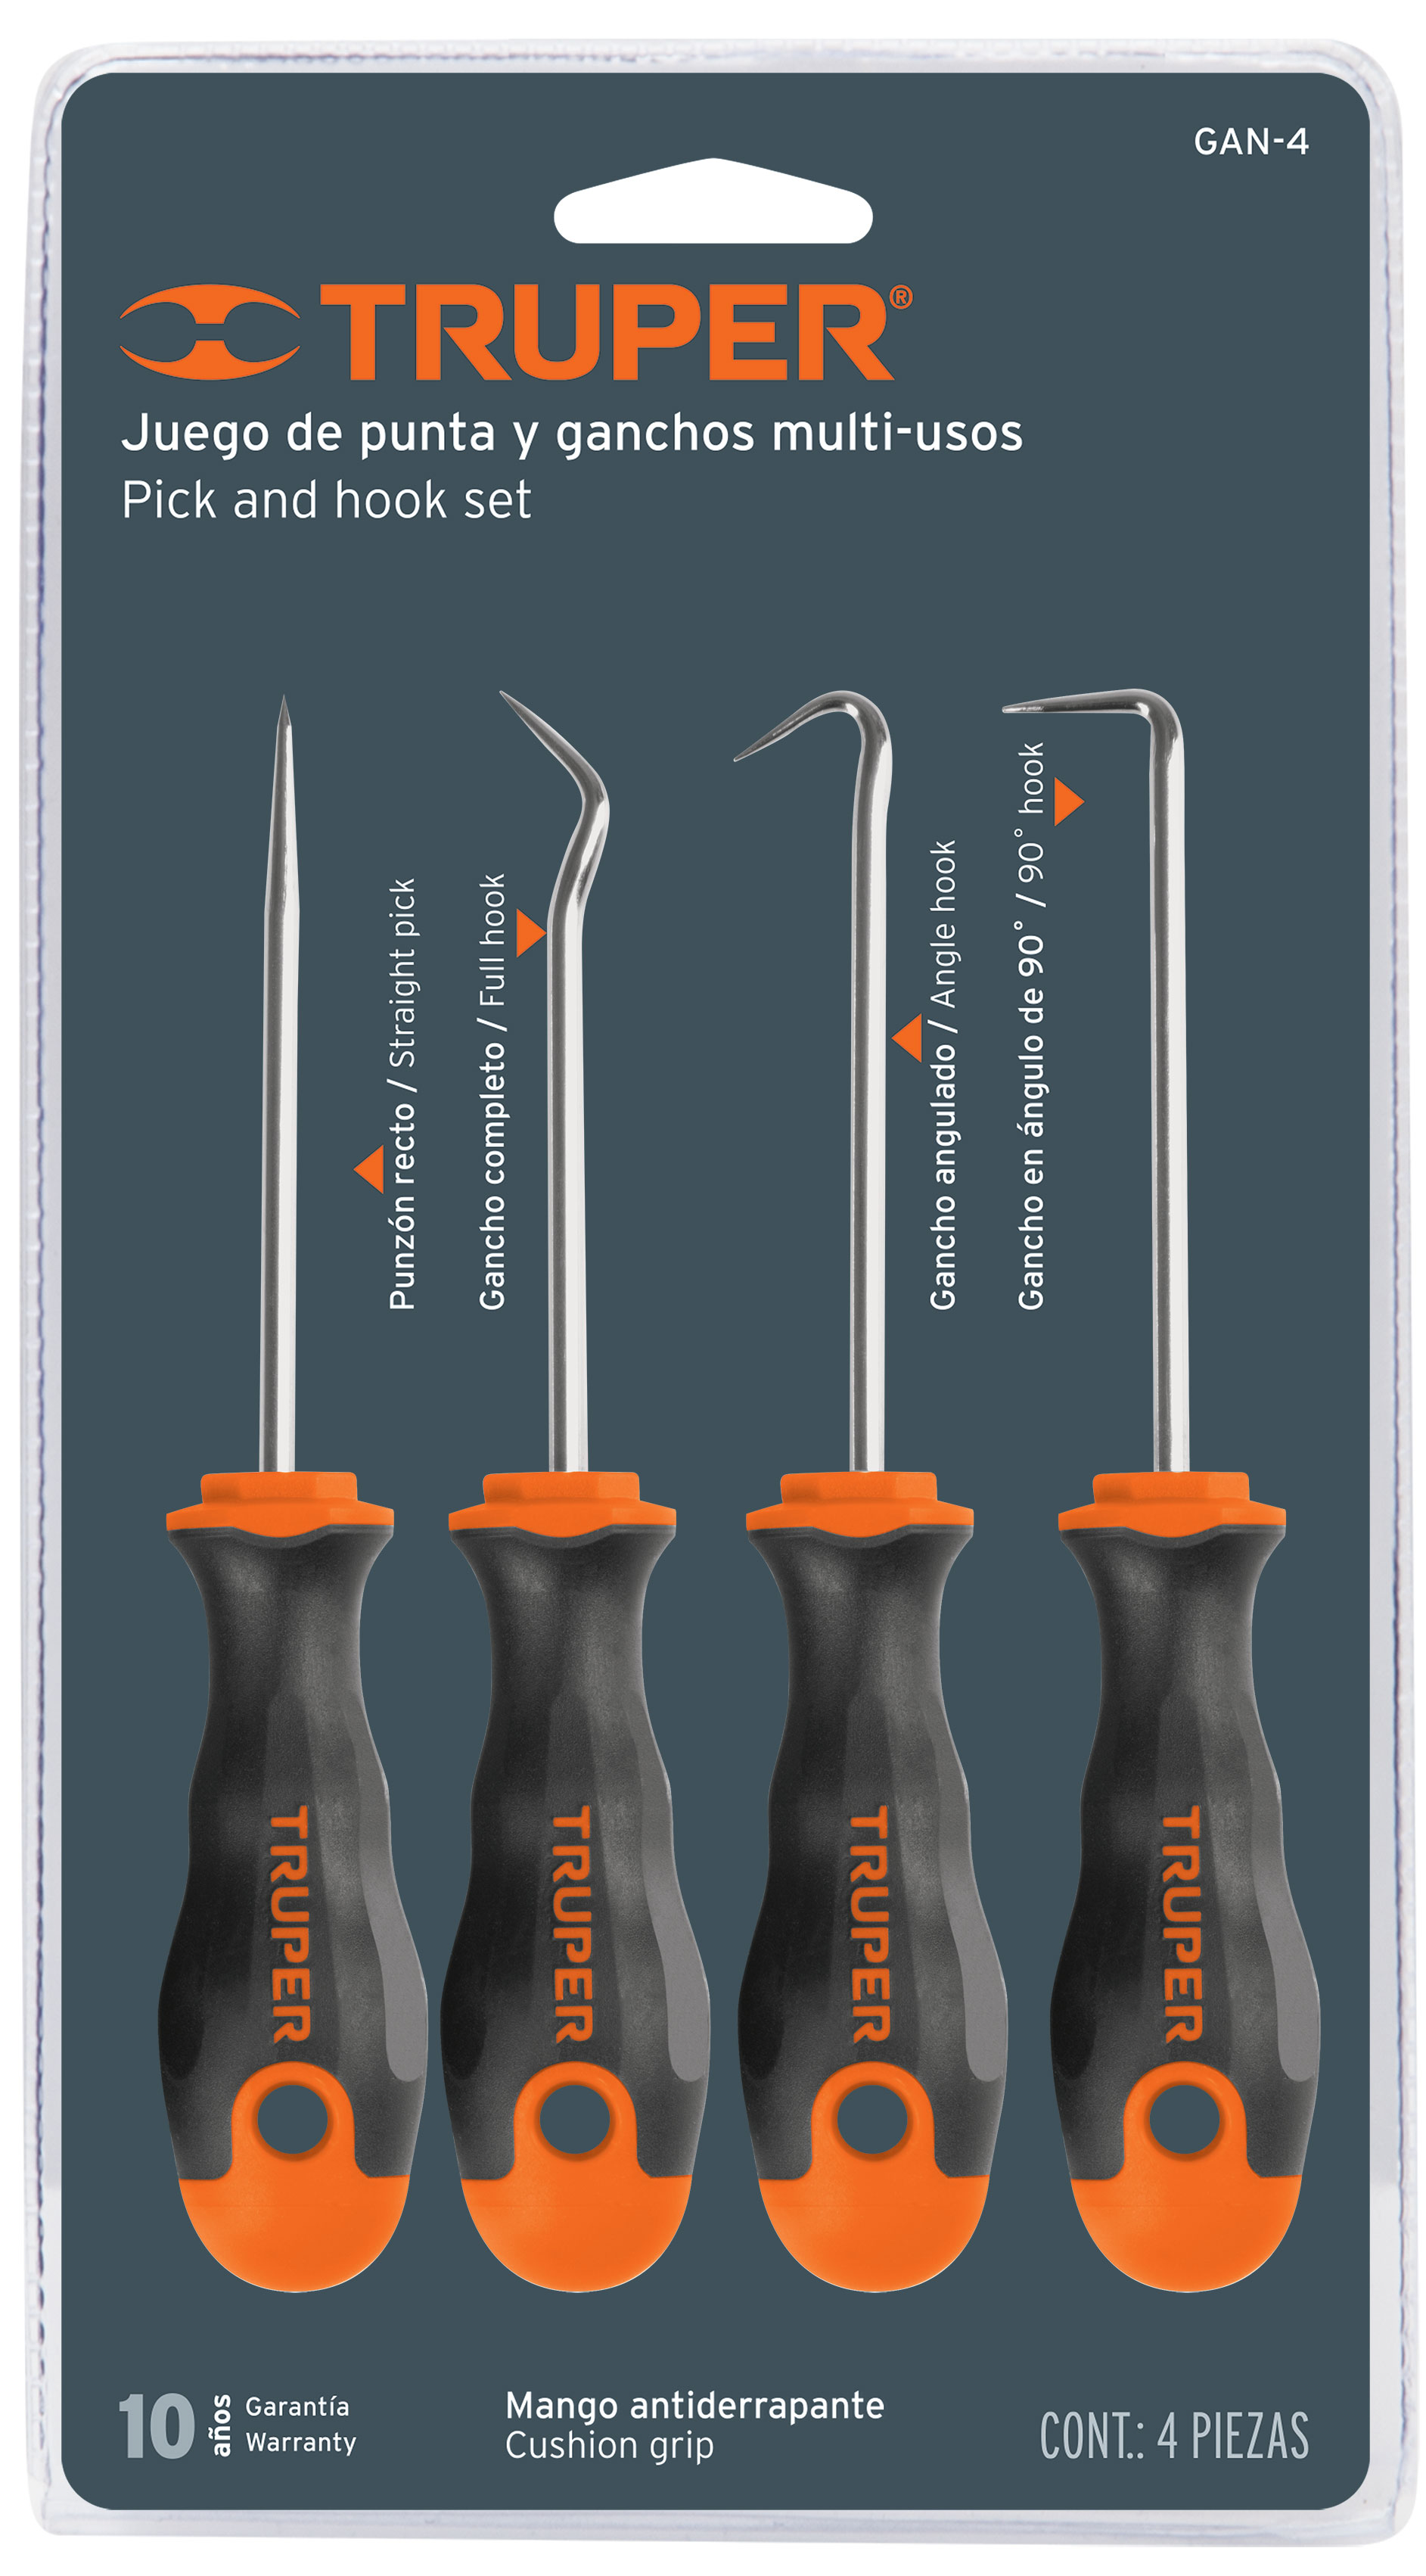 GAN-4
TRUPER®
Juego de punta y ganchos multi-usos
Pick and hook set
Punzón recto / Straight pick
Gancho completo / Full hook
Gancho angulado / Angle hook
Gancho en ángulo de 90° / 90° hook
TRUPER
TRUPER
TRUPER
TRUPER
10 años
Garantía
Warranty
Mango antiderrapante
Cushion grip
CONT.: 4 PIEZAS